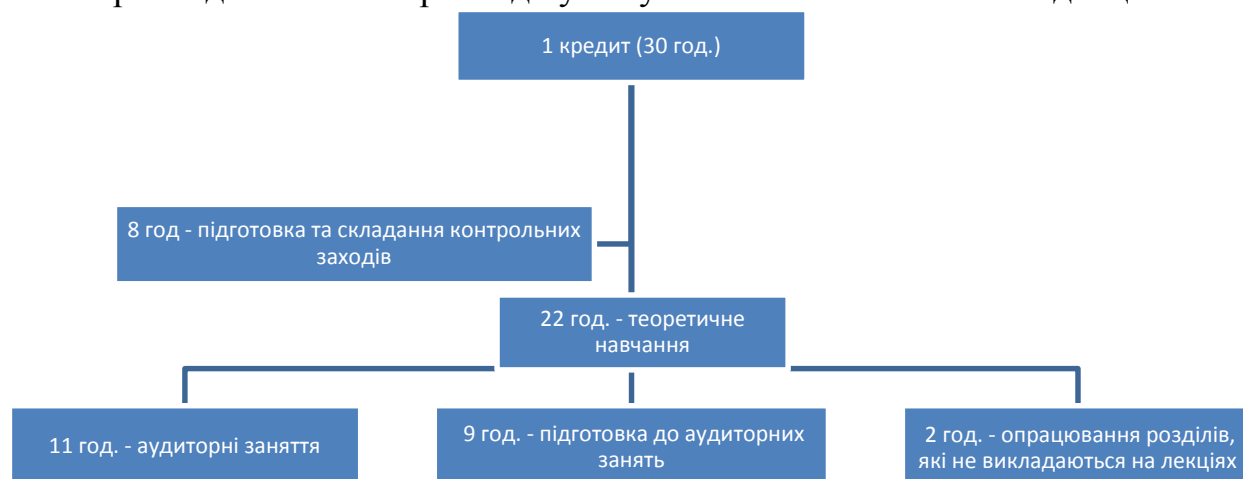 1 кредит (30 год.)
8 год - підготовка та складання контрольних
заходів
22 год. - теоретичне
навчання
11 год. - аудиторні заняття
9 год. - підготовка до аудиторних
занять
2 год. - опрацювання розділів,
які не викладаються на лекціях